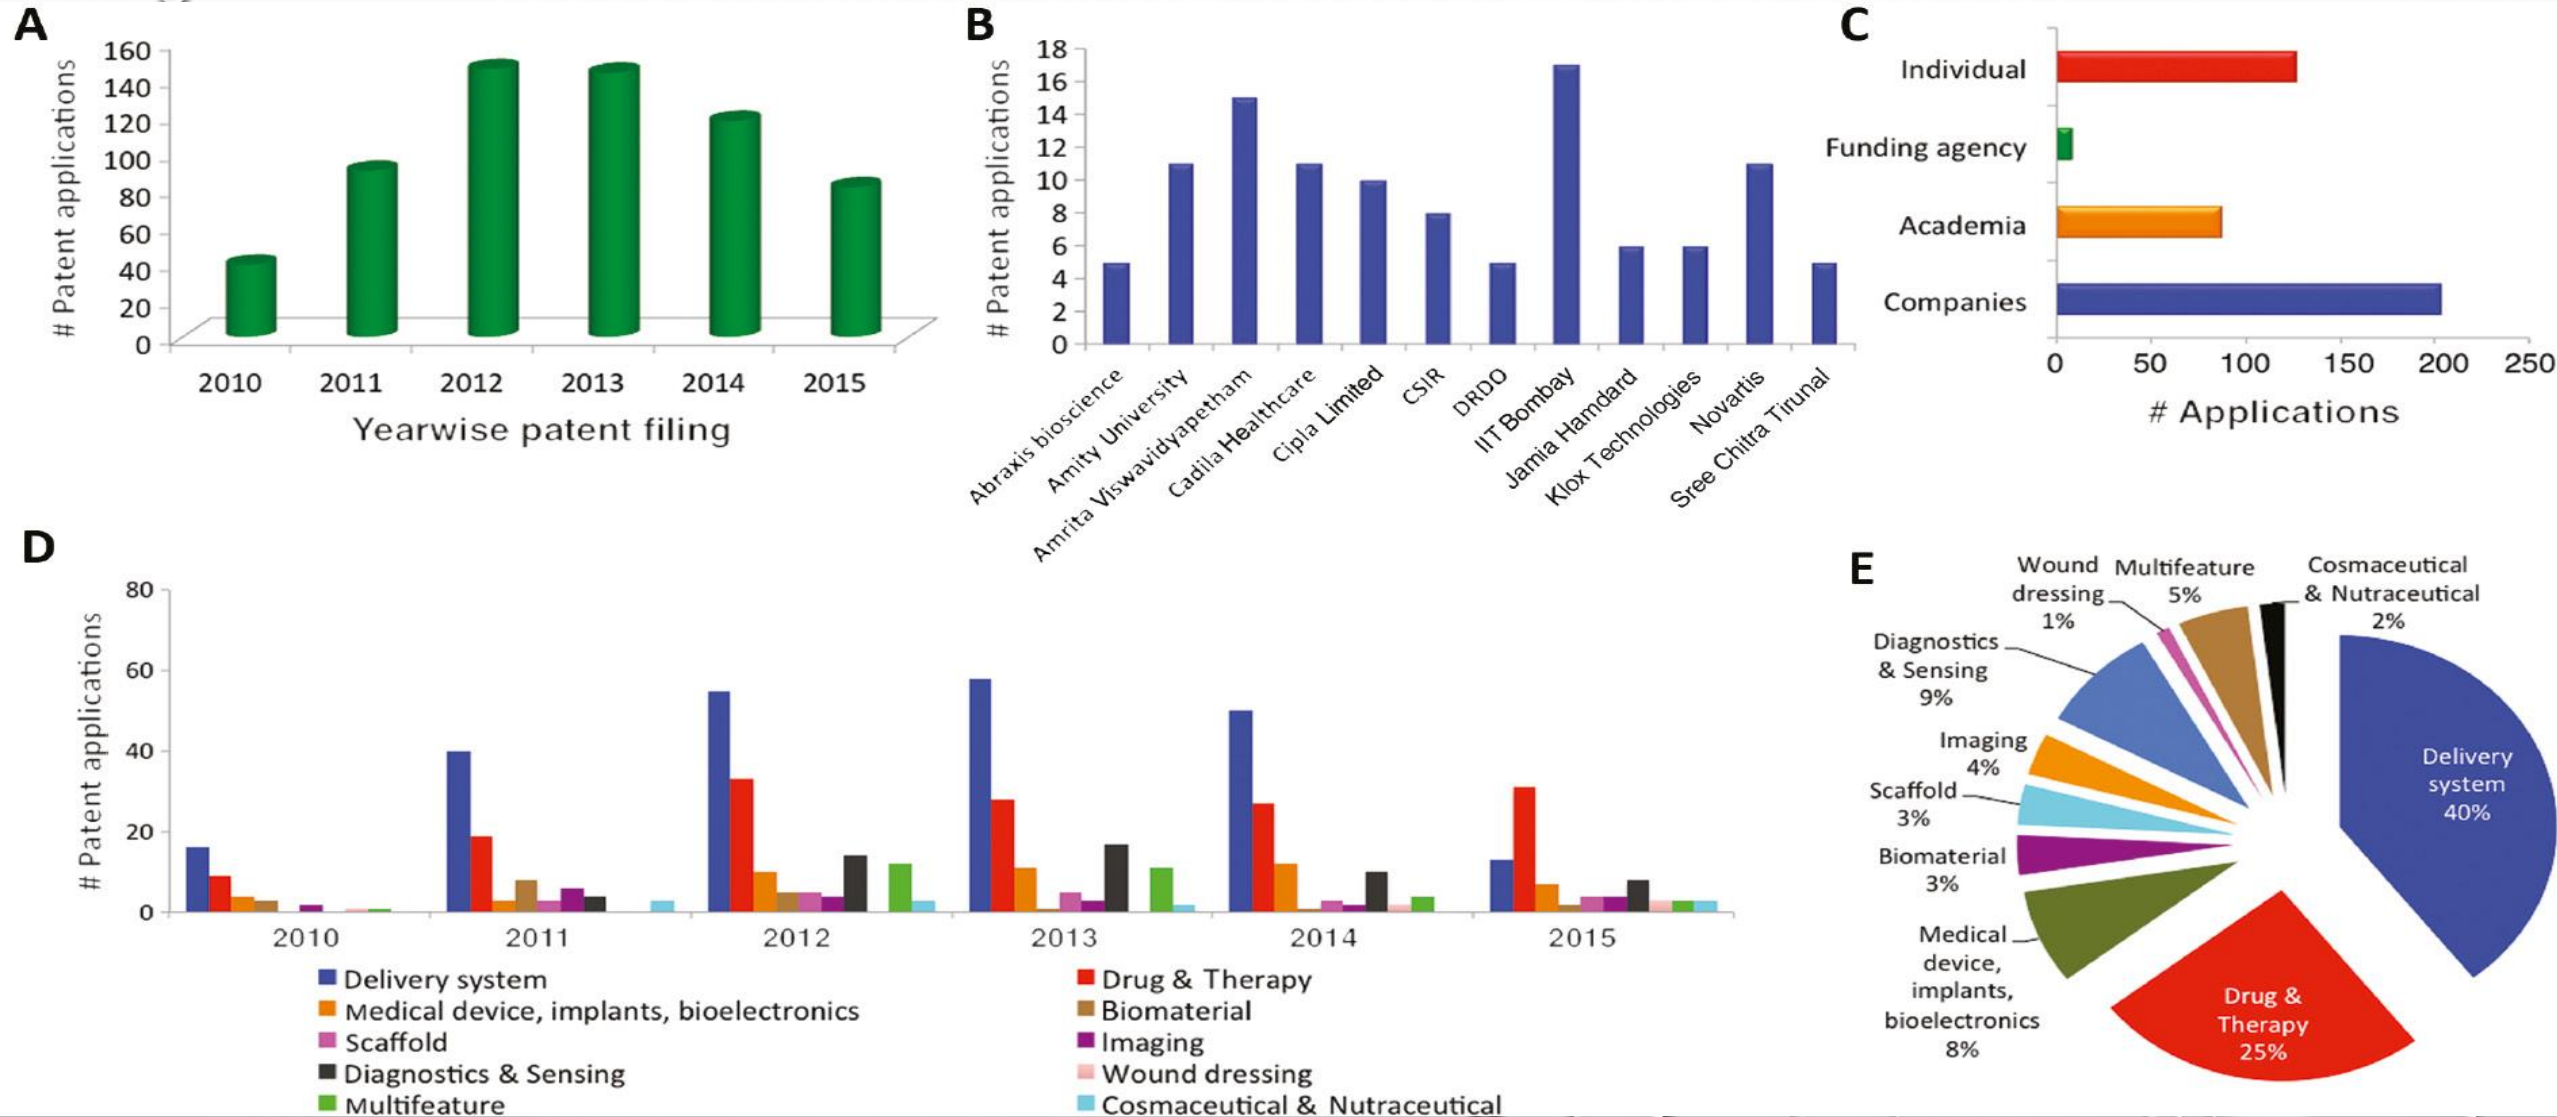 A
# Patent applications
160
140
120
100
80
60
40
20
0
2010 2011 2012 2013 2014 2015
Yearwise patent filing
B
# Patent applications
18
16
14
12
10
8
6
4
2
0
Abraxis bioscience
Amity University
Amrita Viswavidyapetham
Cadila Healthcare
Cipla Limited
CSIR
DRDO
IIT Bombay
Jamia Hamdard
Klox Technologies
Novartis
Sree Chitra Tirunal
C
Individual
Funding agency
Academia
Companies
0 50 100 150 200 250
# Applications
D
# Patent applications
80
60
40
20
0
2010 2011 2012 2013 2014 2015
Delivery system
Drug & Therapy
Medical device, implants, bioelectronics
Biomaterial
Scaffold
Imaging
Diagnostics & Sensing
Wound dressing
Multifeature
Cosmaceutical & Nutraceutical
E
Wound
dressing
1%
Multifeature
5%
Cosmaceutical
& Nutraceutical
2%
Diagnostics
& Sensing
9%
Imaging
4%
Scaffold
3%
Biomaterial
3%
Medical
device,
implants,
bioelectronics
8%
Delivery
system
40%
Drug &
Therapy
25%